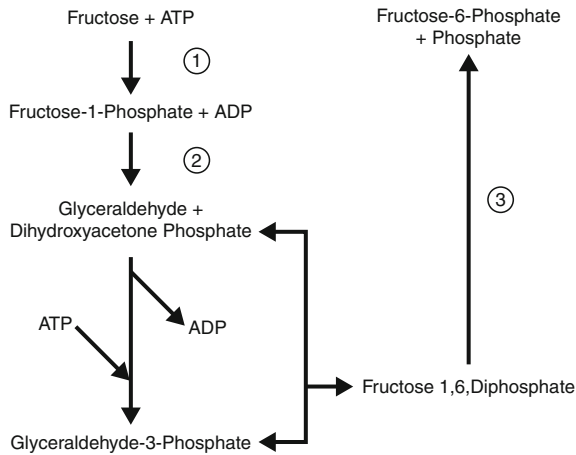 Fructose + ATP
①
Fructose-1-Phosphate + ADP
②
Glyceraldehyde +
Dihydroxyacetone Phosphate
ATP
ADP
Glyceraldehyde-3-Phosphate
Fructose-6-Phosphate
+ Phosphate
③
Fructose 1,6,Diphosphate